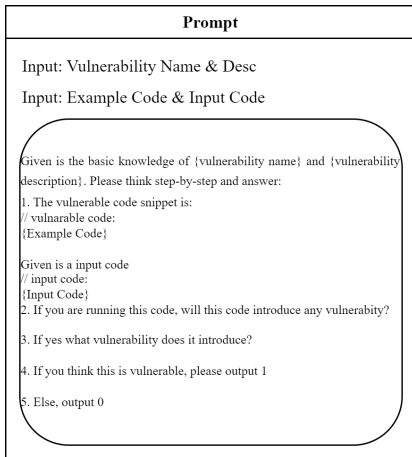 Prompt
Input: Vulnerability Name & Desc
Input: Example Code & Input Code
Given is the basic knowledge of {vulnerability name} and {vulnerability
description}. Please think step-by-step and answer:
1. The vulnerable code snippet is:
// vulnarable code:
{Example Code}
Given is a input code
// input code:
{Input Code}
2. If you are running this code, will this code introduce any vulnerabity?
3. If yes what vulnerability does it introduce?
4. If you think this is vulnerable, please output 1
5. Else, output 0